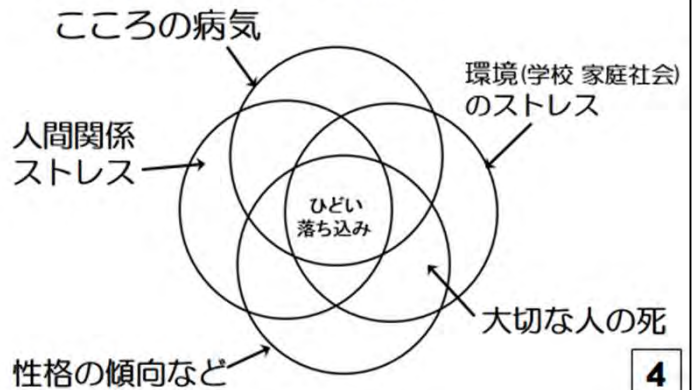 こころの病気
環境(学校 家庭社会)
のストレス
人間関係
ストレス
ひどい
落ち込み
大切な人の死
性格の傾向など
4